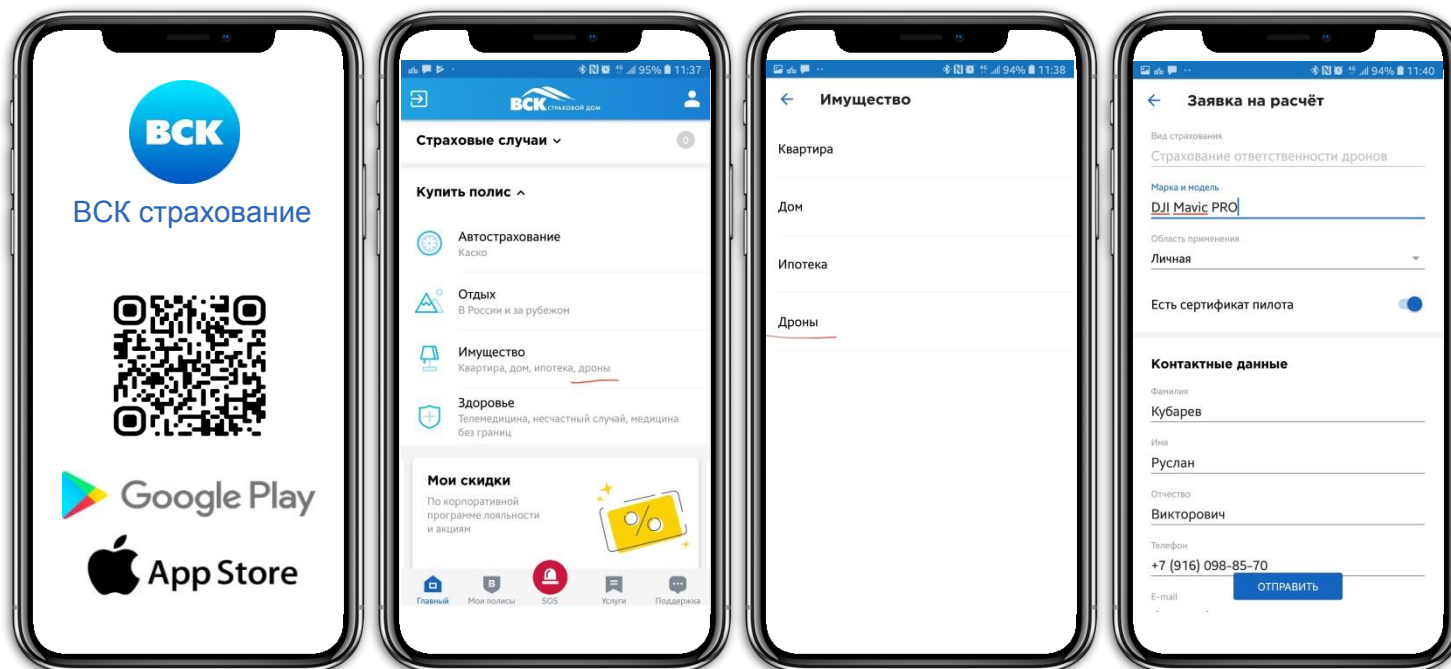 ВСК
ВСК страхование
Google Play
App Store
95% 11:37
ВСК СТРАХОВОЙ ДОМ
Страховые случаи
0
Купить полис
Автострахование
Каско
Отдых
В России и за рубежом
Имущество
Квартира, дом, ипотека, дроны
Здоровье
Телемедицина, несчастный случай, медицина
без границ
Мои скидки
По корпоративной
программе лояльности
и акциям
Главный
Мои полисы
SOS
Услуги
Поддержка
94% 11:38
Имущество
Квартира
Дом
Ипотека
Дроны
94% 11:40
Заявка на расчёт
Вид страхования
Страхование ответственности дронов
Марка и модель
DJI Mavic PRO
Область применения
Личная
Есть сертификат пилота
Контактные данные
Фамилия
Кубарев
Имя
Руслан
Отчество
Викторович
Телефон
+7 (916) 098-85-70
ОТПРАВИТЬ
E-mail